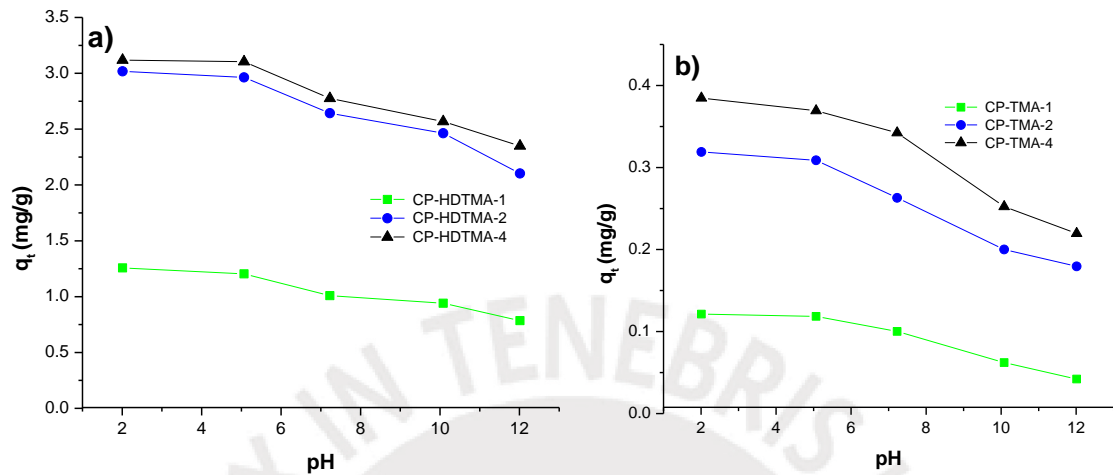 a)
3.5
3.0
2.5
2.0
1.5
1.0
0.5
0.0
q_t (mg/g)
2 4 6 8 10 12
pH
CP-HDTMA-1
CP-HDTMA-2
CP-HDTMA-4
b)
0.4
0.3
0.2
0.1
0.0
q_t (mg/g)
2 4 6 8 10 12
pH
CP-TMA-1
CP-TMA-2
CP-TMA-4
X IN TENEBRIS